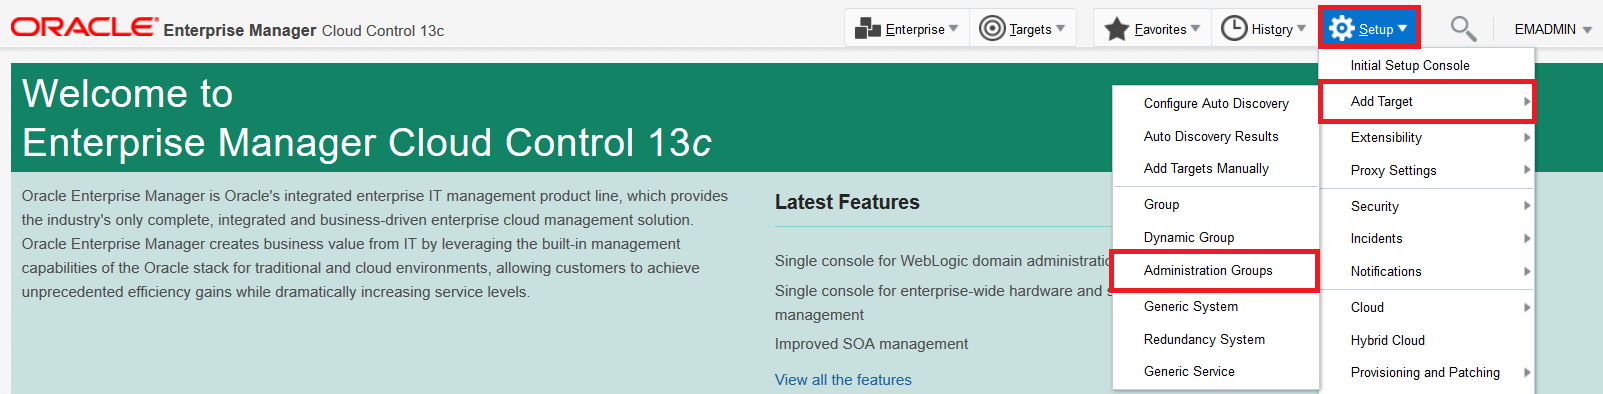 ORACLE Enterprise Manager Cloud Control 13c
Enterprise
Targets
Favorites
History
Setup
EMADMIN
Welcome to
Enterprise Manager Cloud Control 13c
Oracle Enterprise Manager is Oracle's integrated enterprise IT management product line, which provides
the industry's only complete, integrated and business-driven enterprise cloud management solution.
Oracle Enterprise Manager creates business value from IT by leveraging the built-in management
capabilities of the Oracle stack for traditional and cloud environments, allowing customers to achieve
unprecedented efficiency gains while dramatically increasing service levels.
Latest Features
Single console for WebLogic domain administratio
Single console for enterprise-wide hardware and s
management
Improved SOA management
View all the features
Configure Auto Discovery
Auto Discovery Results
Add Targets Manually
Group
Dynamic Group
Administration Groups
Generic System
Redundancy System
Generic Service
Initial Setup Console
Add Target
Extensibility
Proxy Settings
Security
Incidents
Notifications
Cloud
Hybrid Cloud
Provisioning and Patching